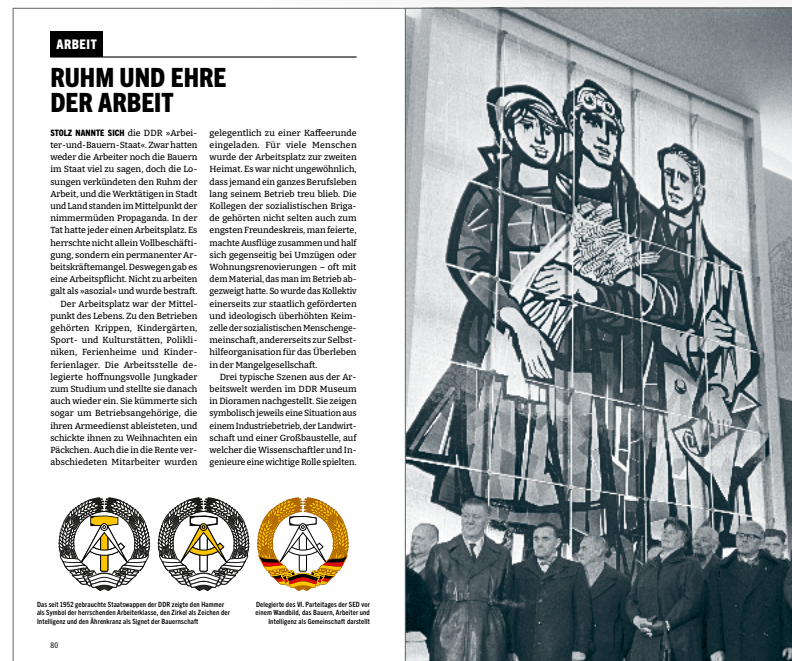 ARBEIT
RUHM UND EHRE
DER ARBEIT
STOLZ NANNTE SICH die DDR »Arbei-
ter-und-Bauern-Staat«. Zwar hatten
weder die Arbeiter noch die Bauern
im Staat viel zu sagen, doch die Lo-
sungen verkündeten den Ruhm der
Arbeit, und die Werktätigen in Stadt
und Land standen im Mittelpunkt der
nimmermüden Propaganda. In der
Tat hatte jeder einen Arbeitsplatz. Es
herrschte nicht allein Vollbeschäfti-
gung, sondern ein permanenter Ar-
beitskräftemangel. Deswegen gab es
eine Arbeitspflicht. Nicht zu arbeiten
galt als »asozial« und wurde bestraft.
Der Arbeitsplatz war der Mittel-
punkt des Lebens. Zu den Betrieben
gehörten Krippen, Kindergärten,
Sport- und Kulturstätten, Polikli-
niken, Ferienheime und Kinder-
ferienlager. Die Arbeitsstelle de-
legierte hoffnungsvolle Jungkader
zum Studium und stellte sie danach
auch wieder ein. Sie kümmerte sich
sogar um Betriebsangehörige, die
ihren Armeedienst ableisteten, und
schickte ihnen zu Weihnachten ein
Päckchen. Auch die in die Rente ver-
abschiedeten Mitarbeiter wurden
gelegentlich zu einer Kaffeerunde
eingeladen. Für viele Menschen
wurde der Arbeitsplatz zur zweiten
Heimat. Es war nicht ungewöhnlich,
dass jemand ein ganzes Berufsleben
lang seinem Betrieb treu blieb. Die
Kollegen der sozialistischen Briga-
de gehörten nicht selten auch zum
engsten Freundeskreis, man feierte,
machte Ausflüge zusammen und half
sich gegenseitig bei Umzügen oder
Wohnungsrenovierungen – oft mit
dem Material, das man im Betrieb ab-
gezweigt hatte. So wurde das Kollektiv
einerseits zur staatlich geförderten
und ideologisch überhöhten Keim-
zelle der sozialistischen Menschenge-
meinschaft, andererseits zur Selbst-
hilfeorganisation für das Überleben
in der Mangelgesellschaft.
Drei typische Szenen aus der Ar-
beitswelt werden im DDR Museum
in Dioramen nachgestellt. Sie zeigen
symbolisch jeweils eine Situation aus
einem Industriebetrieb, der Landwirt-
schaft und einer Großbaustelle, auf
welcher die Wissenschaftler und In-
genieure eine wichtige Rolle spielten.
Das seit 1952 gebrauchte Staatswappen der DDR zeigte den Hammer
als Symbol der herrschenden Arbeiterklasse, den Zirkel als Zeichen der
Intelligenz und den Ährenkranz als Signet der Bauernschaft
Delegierte des VI. Parteitages der SED vor
einem Wandbild, das Bauern, Arbeiter und
Intelligenz als Gemeinschaft darstellt
80